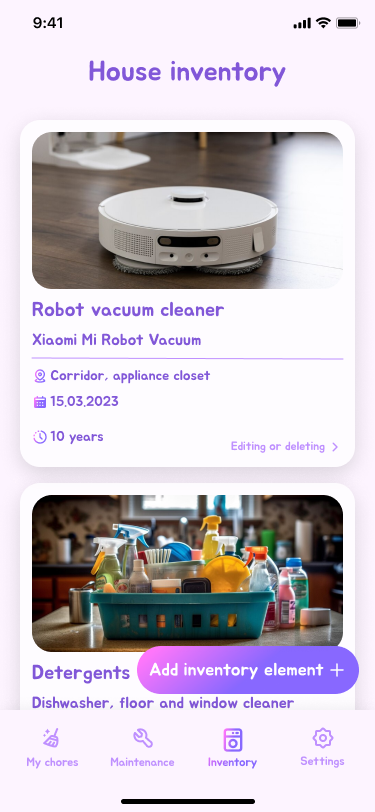 9:41
House inventory
Robot vacuum cleaner
Xiaomi Mi Robot Vacuum
Corridor, appliance closet
15.03.2023
10 years
Editing or deleting
Detergents
Add inventory element +
Dishwasher, floor and window cleaner
My chores
Maintenance
Inventory
Settings